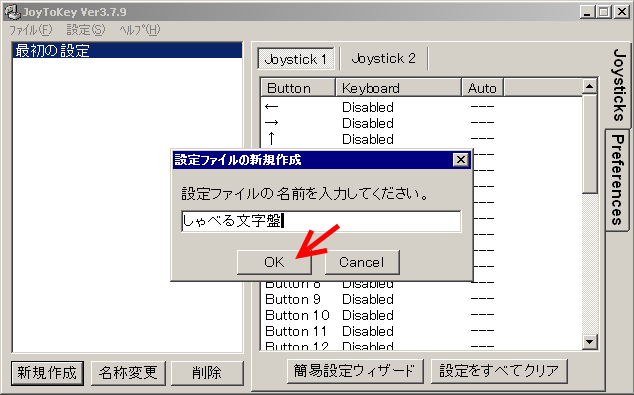 JoyToKey Ver3.7.9
ファイル(F) 設定(S) ヘルプ(H)
最初の設定
Joystick 1 Joystick 2
Button Keyboard Auto
← Disabled ---
→ Disabled ---
↑ Disabled ---
設定ファイルの新規作成
設定ファイルの名前を入力してください。
しゃべる文字盤
OK Cancel
Button 8 Disabled ---
Button 9 Disabled ---
Button 10 Disabled ---
Button 11 Disabled ---
Button 12 Disabled ---
新規作成 名称変更 削除
簡易設定ウィザード 設定をすべてクリア
Joysticks
Preferences